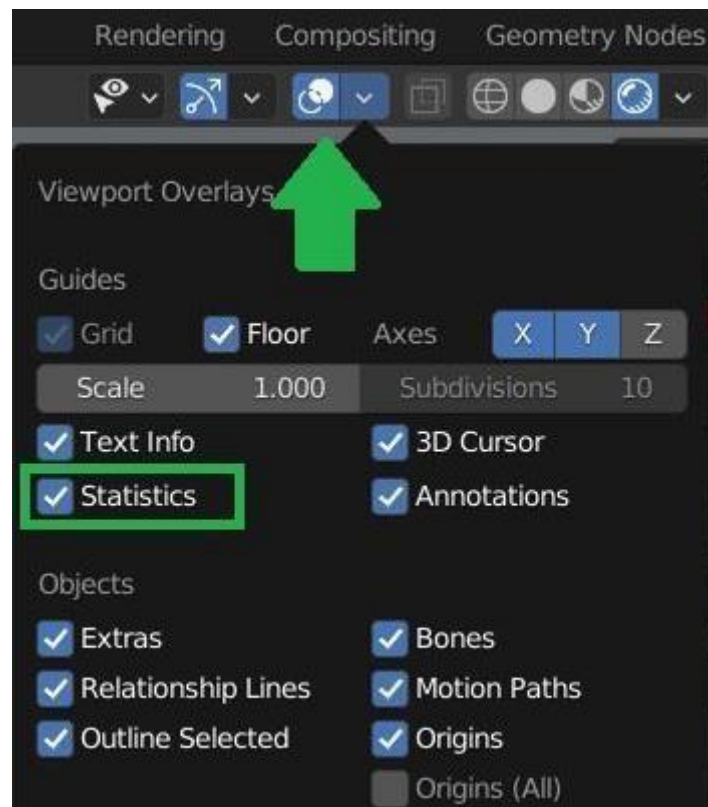 Rendering Compositing Geometry Nodes
Viewport Overlays
Guides
Grid Floor Axes X Y Z
Scale 1.000 Subdivisions 10
Text Info 3D Cursor
Statistics Annotations
Objects
Extras Bones
Relationship Lines Motion Paths
Outline Selected Origins
Origins (All)